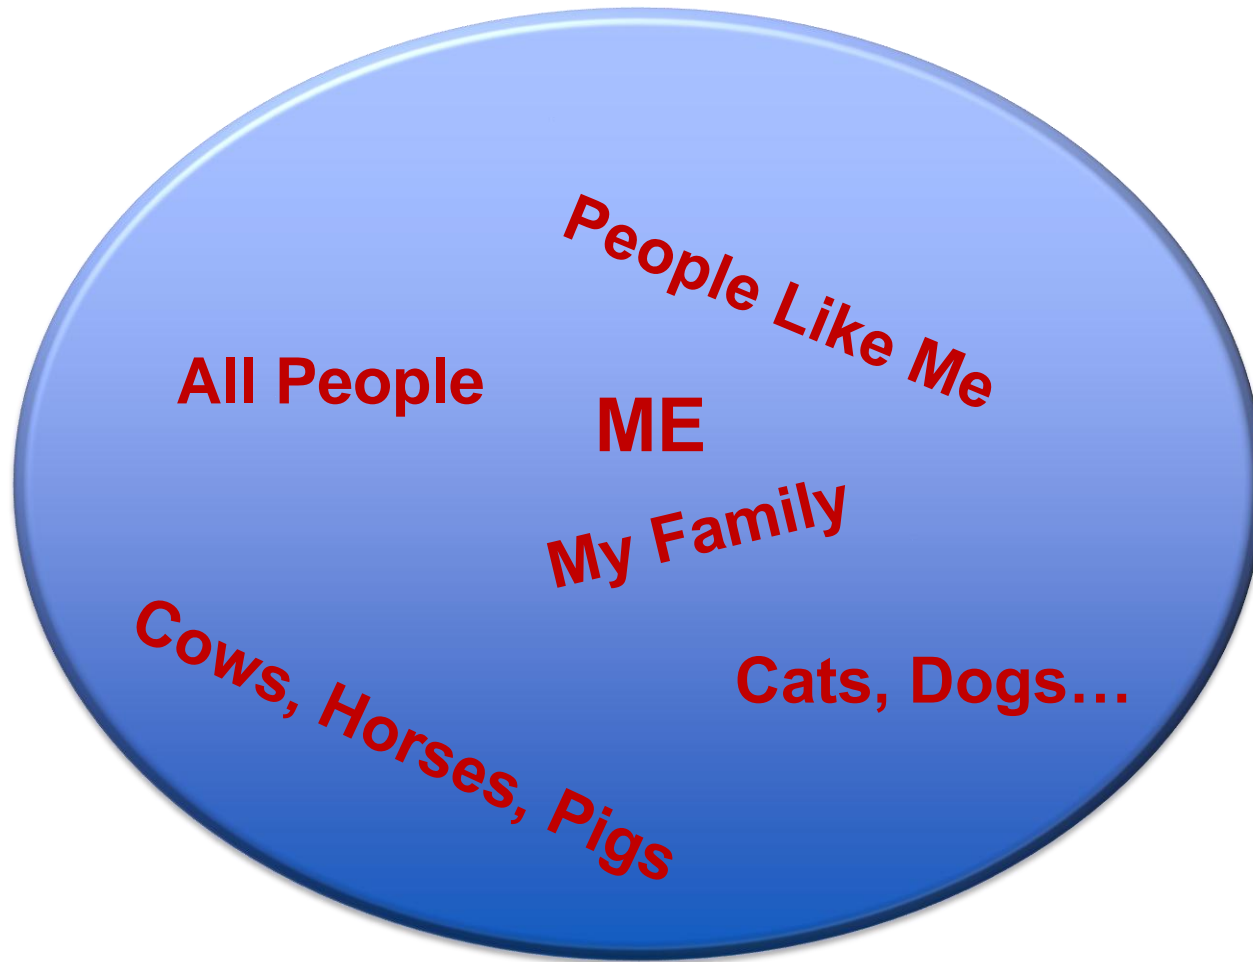 People Like Me
All People
ME
My Family
Cows, Horses, Pigs
Cats, Dogs…